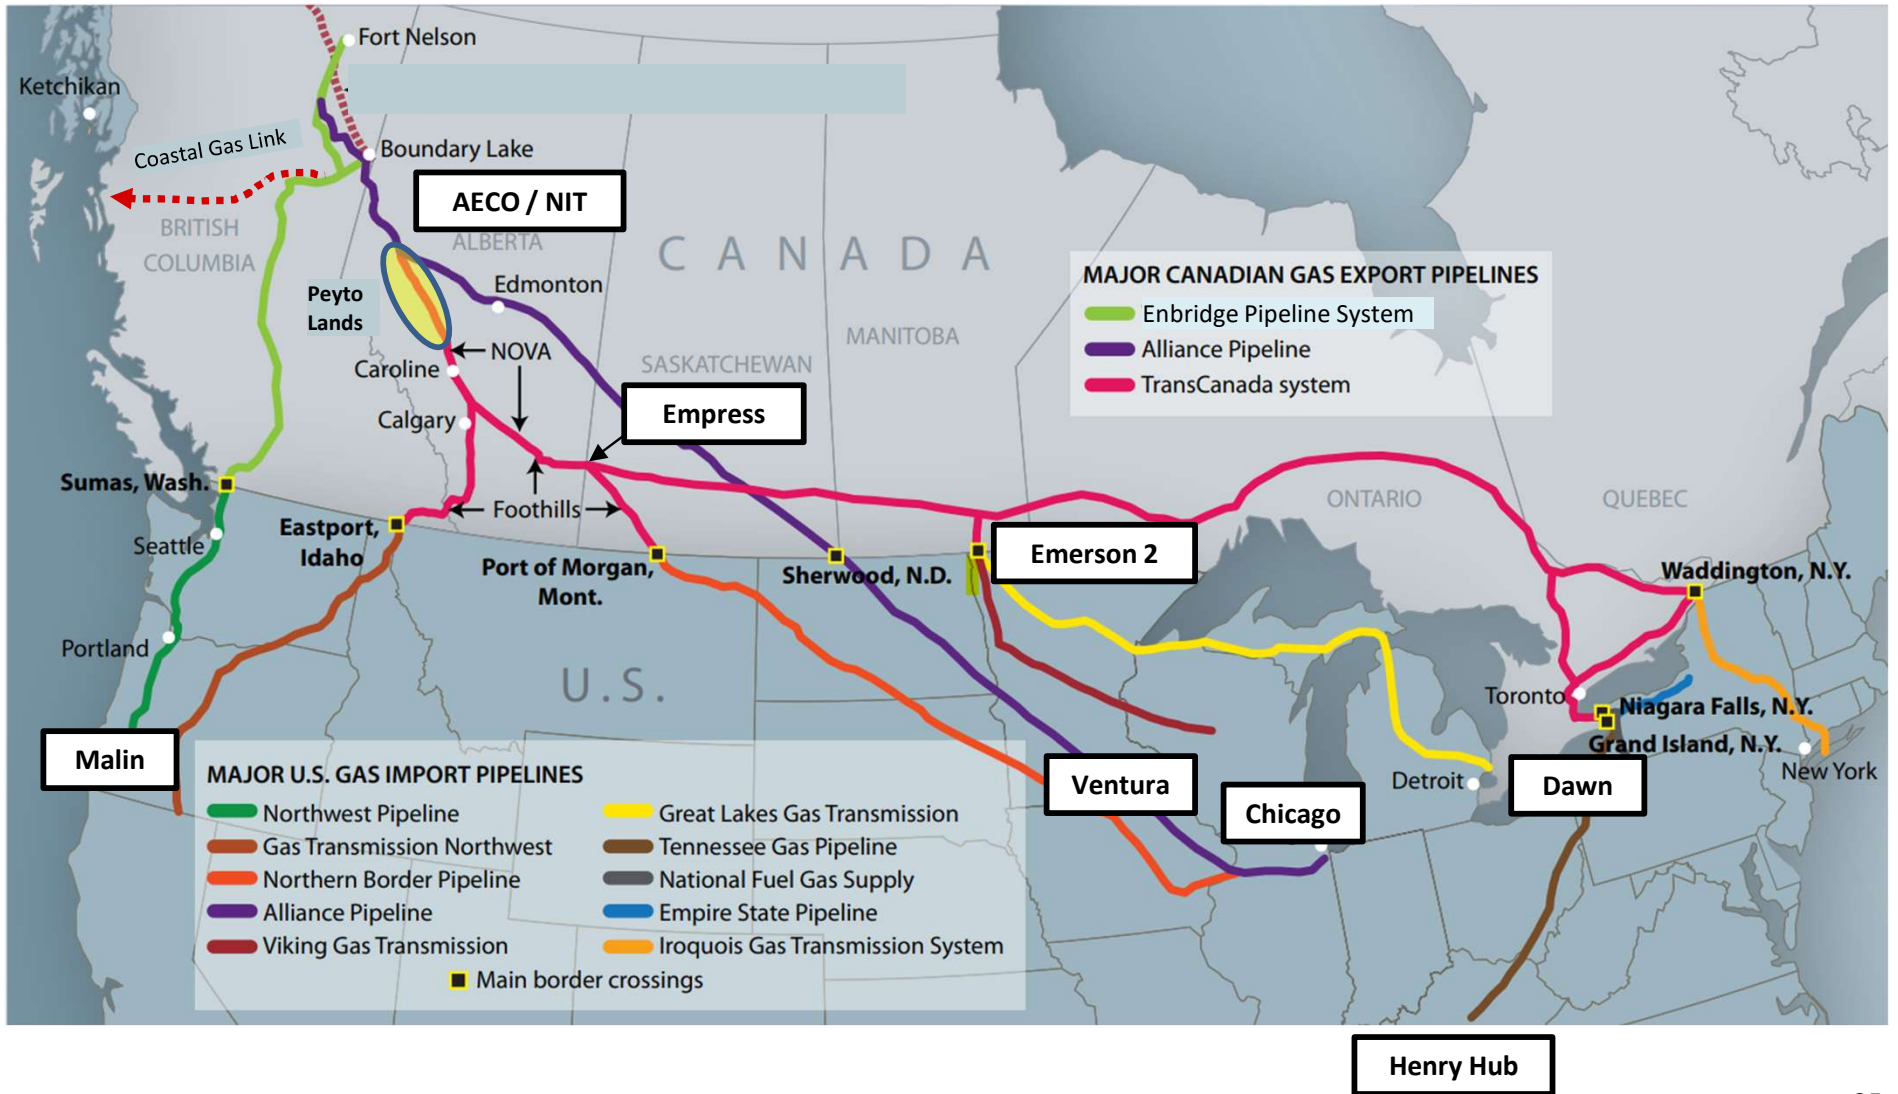 Fort Nelson
Ketchikan
Coastal Gas Link
Boundary Lake
AECO / NIT
BRITISH
COLUMBIA
ALBERTA
CANADA
Peyto
Lands
Edmonton
MAJOR CANADIAN GAS EXPORT PIPELINES
Enbridge Pipeline System
Alliance Pipeline
TransCanada system
MANITOBA
SASKATCHEWAN
NOVA
Caroline
Calgary
Empress
Sumas, Wash.
Foothills
ONTARIO
QUEBEC
Eastport,
Idaho
Seattle
Port of Morgan,
Mont.
Sherwood, N.D.
Emerson 2
Waddington, N.Y.
Portland
U.S.
Toronto
Niagara Falls, N.Y.
Grand Island, N.Y.
New York
Malin
Ventura
Chicago
Detroit
Dawn
MAJOR U.S. GAS IMPORT PIPELINES
Northwest Pipeline
Gas Transmission Northwest
Northern Border Pipeline
Alliance Pipeline
Viking Gas Transmission
Great Lakes Gas Transmission
Tennessee Gas Pipeline
National Fuel Gas Supply
Empire State Pipeline
Iroquois Gas Transmission System
Main border crossings
Henry Hub